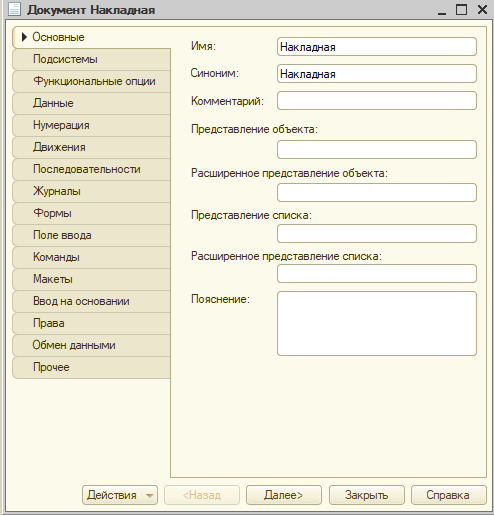 Документ Накладная
Основные
Подсистемы
Функциональные опции
Данные
Нумерация
Движения
Последовательности
Журналы
Формы
Поле ввода
Команды
Макеты
Ввод на основании
Права
Обмен данными
Прочее
Имя: Накладная
Синоним: Накладная
Комментарий:
Представление объекта:
Расширенное представление объекта:
Представление списка:
Расширенное представление списка:
Пояснение:
Действия <Назад Далее> Закрыть Справка